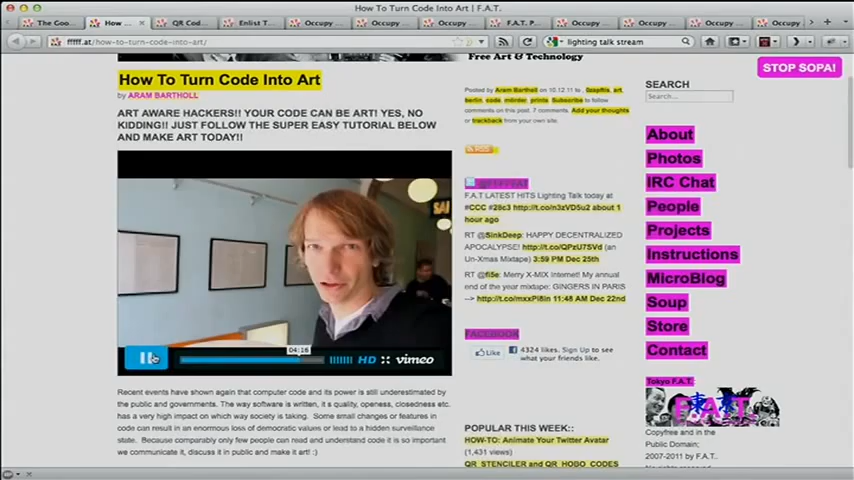 How To Turn Code Into Art | F.A.T.
The Goo...
How...
QR Cod...
Enlist T...
Occupy ...
Occupy ...
Occupy ...
F.A.T. P...
Occupy ...
Occupy ...
Occupy ...
Occupy
fffff.at/how-to-turn-code-into-art/
lighting talk stream
Free Art & Technology
STOP SOPA!
How To Turn Code Into Art
by ARAM BARTHOLL
ART AWARE HACKERS!! YOUR CODE CAN BE ART! YES, NO
KIDDING!! JUST FOLLOW THE SUPER EASY TUTORIAL BELOW
AND MAKE ART TODAY!!
04:16
HD
vimeo
Recent events have shown again that computer code and its power is still underestimated by
the public and governments. The way software is written, it s quality, openess, closedness etc.
has a very high impact on which way society is taking. Some small changes or features in
code can result in an enormous loss of democratic values or lead to a hidden surveillance
state. Because comparably only few people can read and understand code it is so important
we communicate it, discuss it in public and make it art! :)
Posted by Aram Bartholl on 10.12.11 to
art,
berlin, code, prints. Subscribe to follow
comments on this post. 7 comments. Add your thoughts
or trackback from your own site.
RSS
F.A.T LATEST HITS Lighting Talk today at
#CCC #28c3 http://t.co/n3zVD5u2 about 1
hour ago
RT @SinkDeep: HAPPY DECENTRALIZED
APOCALYPSE! http://t.co/QPzU7SVd (an
Un-Xmas Mixtape) 3:59 PM Dec 25th
RT @fi5e: Merry X-MIX Internet! My annual
end of the year mixtape: GINGERS IN PARIS
--> http://t.co/mxxPi8in 11:48 AM Dec 22nd
FACEBOOK
Like
4324 likes. Sign Up to see
what your friends like.
POPULAR THIS WEEK::
HOW-TO: Animate Your Twitter Avatar
(1,431 views)
QR_STENCILER and QR_HOBO_CODES
SEARCH
Search...
About
Photos
IRC Chat
People
Projects
Instructions
MicroBlog
Soup
Store
Contact
Tokyo F.A.T.
F.A.T
Copyfree and in the
Public Domain;
2007-2011 by F.A.T..
No rights reserved